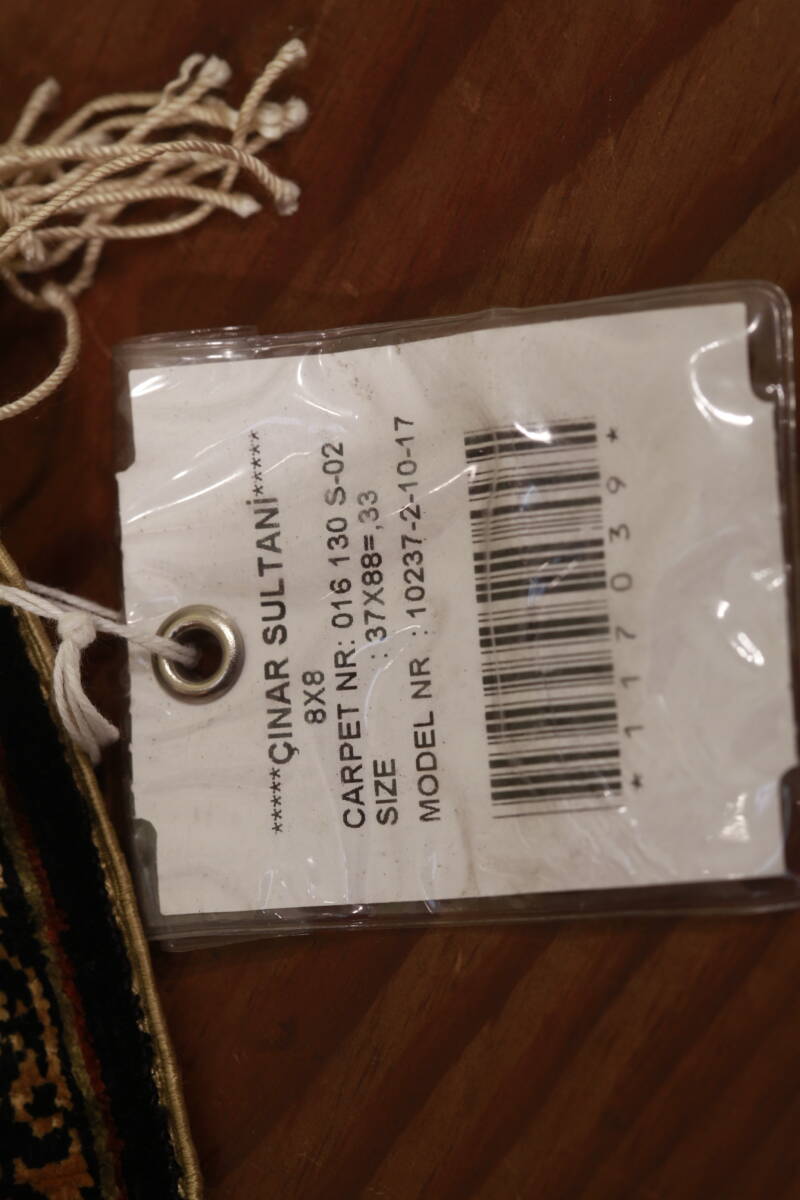 *****ÇINAR SULTANİ*****
8X8
CARPET NR: 016 130 S-02
SIZE : 37X88=,33
MODEL NR : 10237-2-10-17
*117039*